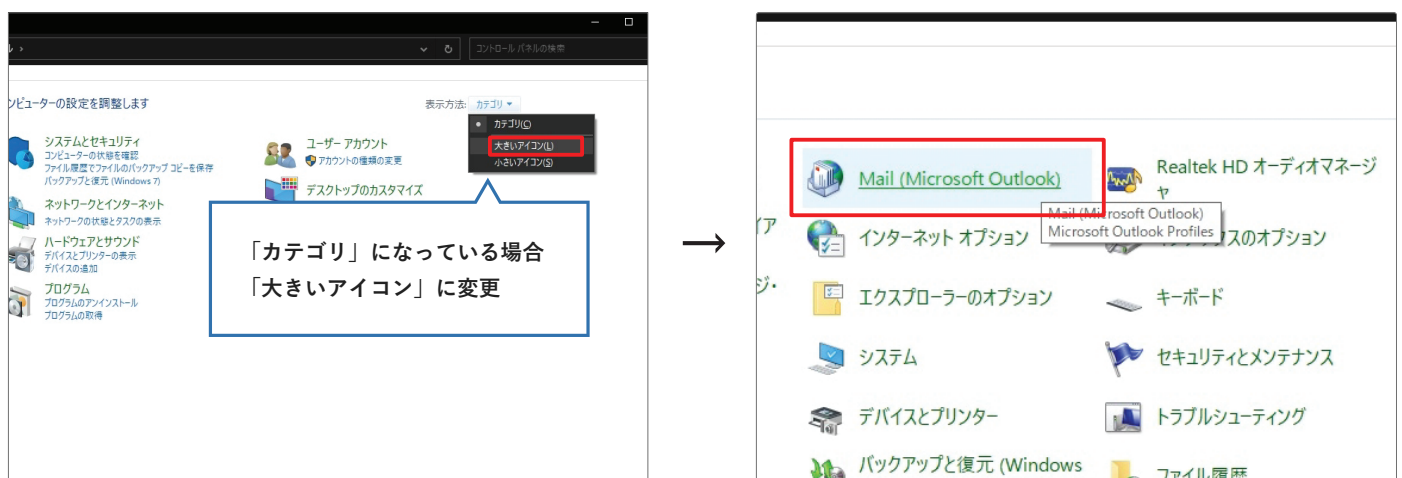 コントロール パネルの検索
ンピューターの設定を調整します
表示方法: カテゴリ
カテゴリ(C)
大きいアイコン(L)
小さいアイコン(S)
システムとセキュリティ
コンピューターの状態を確認
ファイル履歴でファイルのバックアップ コピーを保存
バックアップと復元 (Windows 7)
ネットワークとインターネット
ネットワークの状態とタスクの表示
ハードウェアとサウンド
デバイスとプリンターの表示
デバイスの追加
プログラム
プログラムのアンインストール
プログラムの取得
ユーザー アカウント
アカウントの種類の変更
デスクトップのカスタマイズ
「カテゴリ」になっている場合
「大きいアイコン」に変更
→
Mail (Microsoft Outlook)
Realtek HD オーディオマネージ
ャ
Mail (Microsoft Outlook)
Microsoft Outlook Profiles
ィア
インターネット オプション
スのオプション
ジ・
エクスプローラーのオプション
キーボード
システム
セキュリティとメンテナンス
デバイスとプリンター
トラブルシューティング
バックアップと復元 (Windows
ファイル履歴